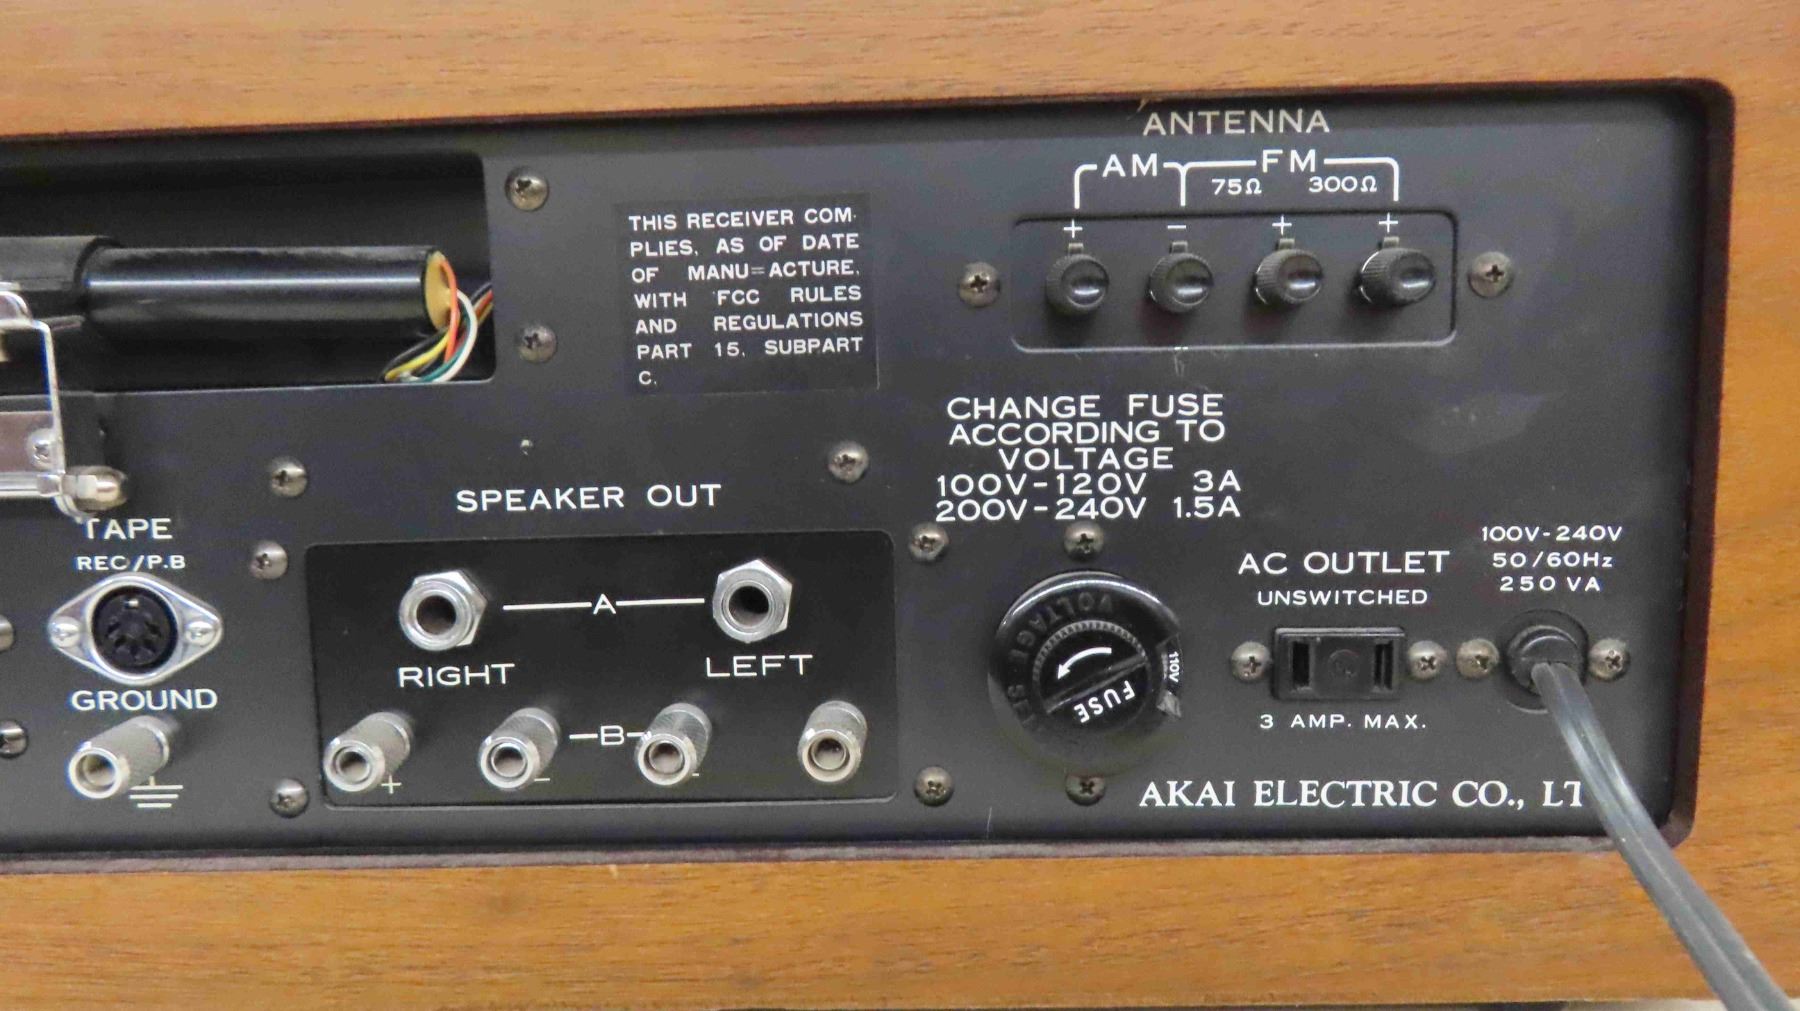 ANTENNA
AM FM
75Ω 300Ω
+ − + +
THIS RECEIVER COM-
PLIES, AS OF DATE
OF MANU=ACTURE,
WITH FCC RULES
AND REGULATIONS
PART 15, SUBPART
C.
CHANGE FUSE
ACCORDING TO
VOLTAGE
100V-120V 3A
200V-240V 1.5A
SPEAKER OUT
A
RIGHT LEFT
B
+ − -
TAPE
REC/P.B
GROUND
VOLTAGE
110V
FUSE
AC OUTLET
UNSWITCHED
3 AMP. MAX.
100V-240V
50/60Hz
250 VA
AKAI ELECTRIC CO., LT